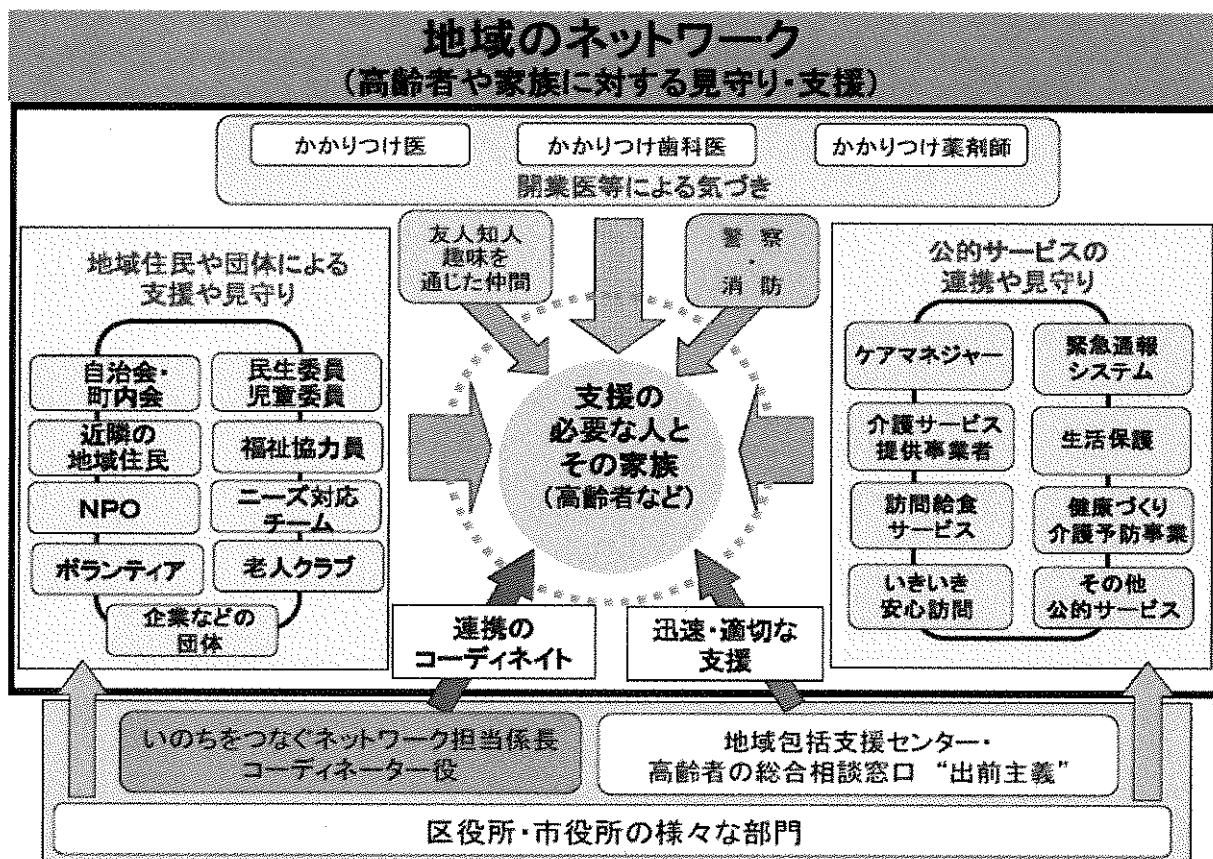 地域のネットワーク
(高齢者や家族に対する見守り・支援)
かかりつけ医
かかりつけ歯科医
かかりつけ薬剤師
開業医等による気づき
友人知人
趣味を
通じた仲間
警察
・
消防
地域住民や団体による
支援や見守り
自治会・
町内会
民生委員
児童委員
近隣の
地域住民
福祉協力員
NPO
ニーズ対応
チーム
ボランティア
老人クラブ
企業などの
団体
支援の
必要な人と
その家族
(高齢者など)
公的サービスの
連携や見守り
ケアマネジャー
緊急通報
システム
介護サービス
提供事業者
生活保護
訪問給食
サービス
健康づくり
介護予防事業
いきいき
安心訪問
その他
公的サービス
連携の
コーディネイト
迅速・適切な
支援
いのちをつなぐネットワーク担当係長
コーディネーター役
地域包括支援センター・
高齢者の総合相談窓口 “出前主義”
区役所・市役所の様々な部門